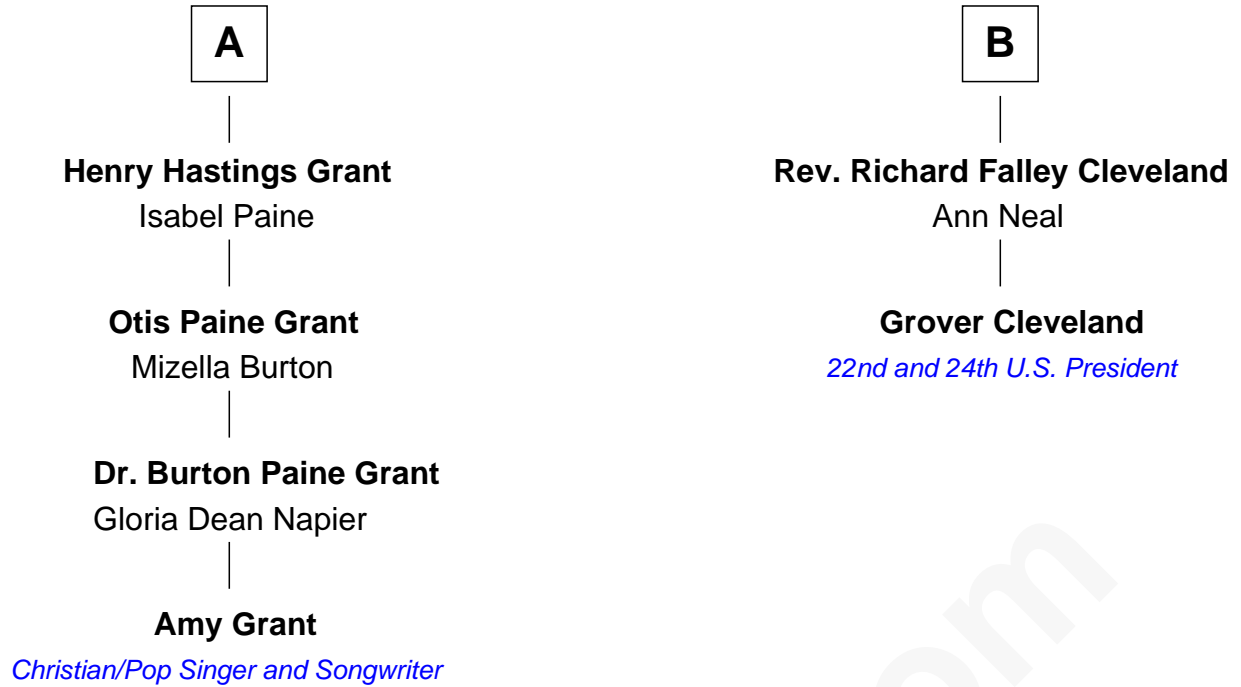 A
Henry Hastings Grant
Isabel Paine
Otis Paine Grant
Mizella Burton
Dr. Burton Paine Grant
Gloria Dean Napier
Amy Grant
Christian/Pop Singer and Songwriter
B
Rev. Richard Falley Cleveland
Ann Neal
Grover Cleveland
22nd and 24th U.S. President
om